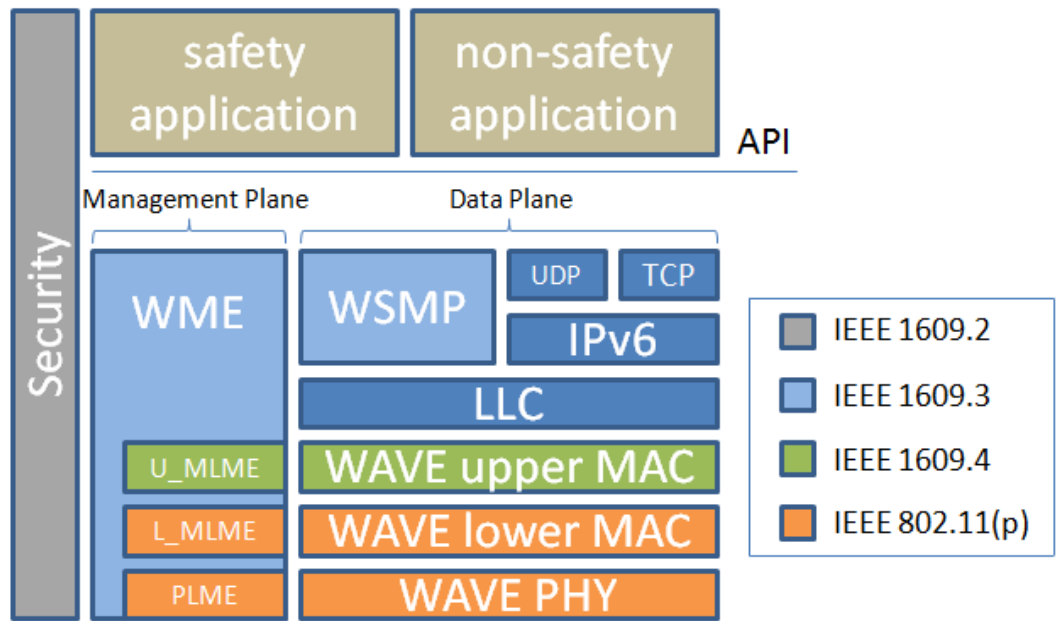 Security
safety
application
non-safety
application
API
Management Plane
Data Plane
WME
WSMP
UDP
TCP
IPv6
LLC
U_MLME
WAVE upper MAC
L_MLME
WAVE lower MAC
PLME
WAVE PHY
IEEE 1609.2
IEEE 1609.3
IEEE 1609.4
IEEE 802.11(p)